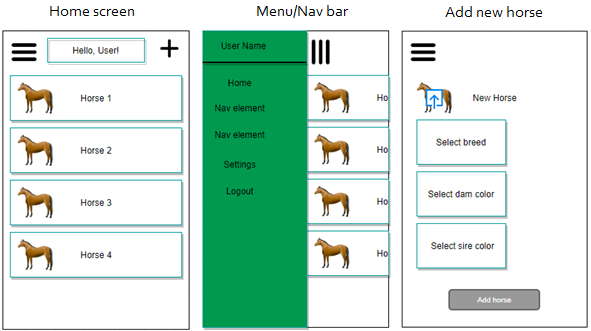 Home screen
Menu/Nav bar
Add new horse
Hello, User!
Horse 1
Horse 2
Horse 3
Horse 4
User Name
Home
Nav element
Nav element
Settings
Logout
Ho
Ho
Ho
Ho
New Horse
Select breed
Select dam color
Select sire color
Add horse